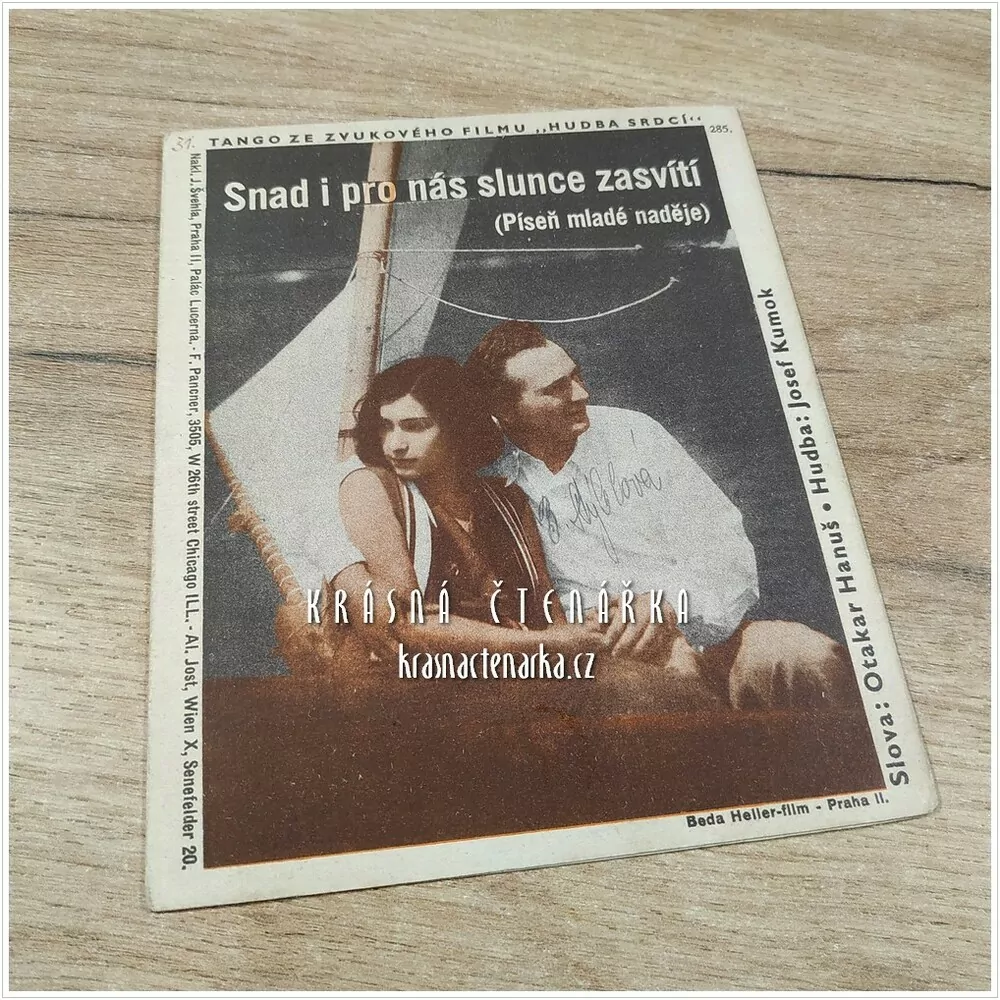 31.
TANGO ZE ZVUKOVÉHO FILMU „HUDBA SRDCÍ“
285.
Snad i pro nás slunce zasvítí
(Píseň mladé naděje)
Nakl. J. Švehla, Praha II, Palác Lucerna. - F. Pancner, 3505, W 26th street Chicago ILL. - Al. Jost, Wien X, Senefelder 20.
Slova: Otakar Hanuš • Hudba: Josef Kumok
KRÁSNÁ ČTENÁŘKA
krasnactenarka.cz
Beda Heller-film - Praha II.